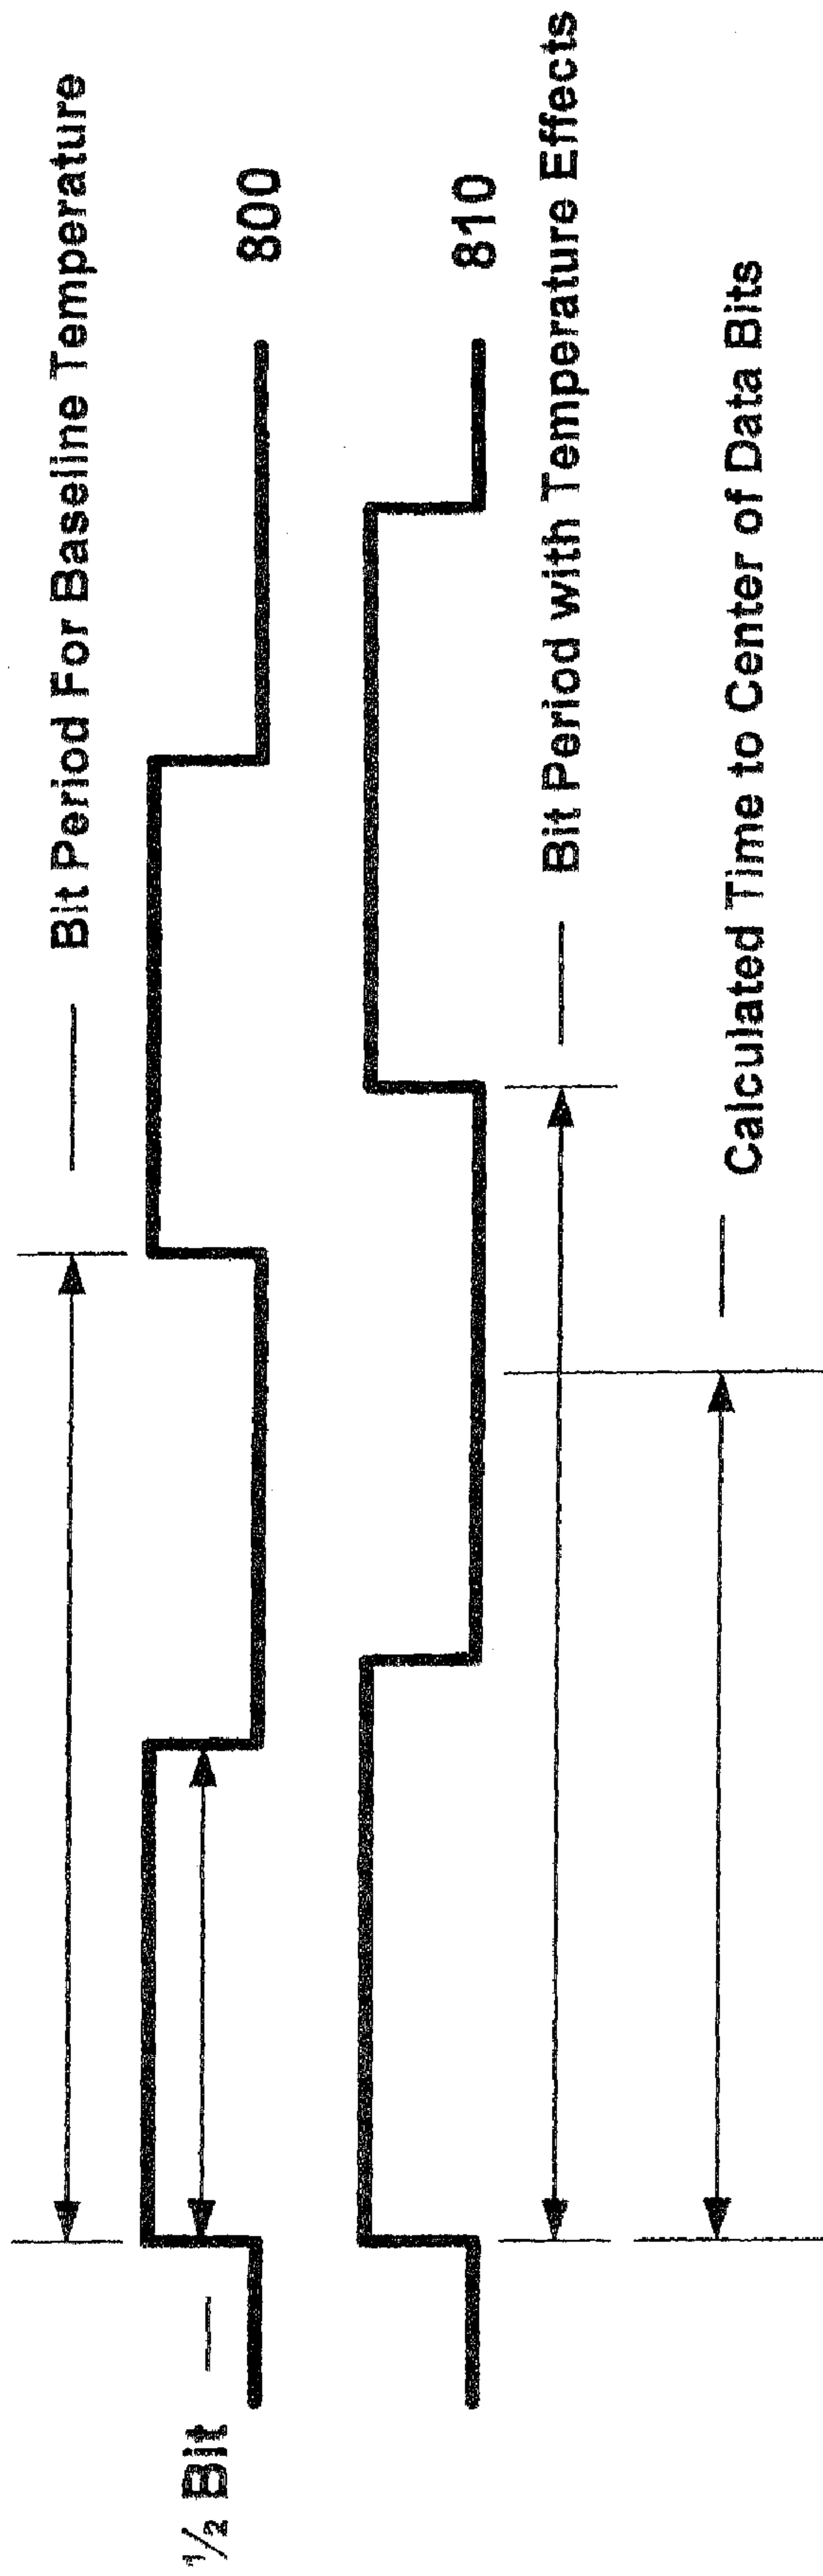 Bit Period For Baseline Temperature
½ Bit
800
810
Bit Period with Temperature Effects
Calculated Time to Center of Data Bits